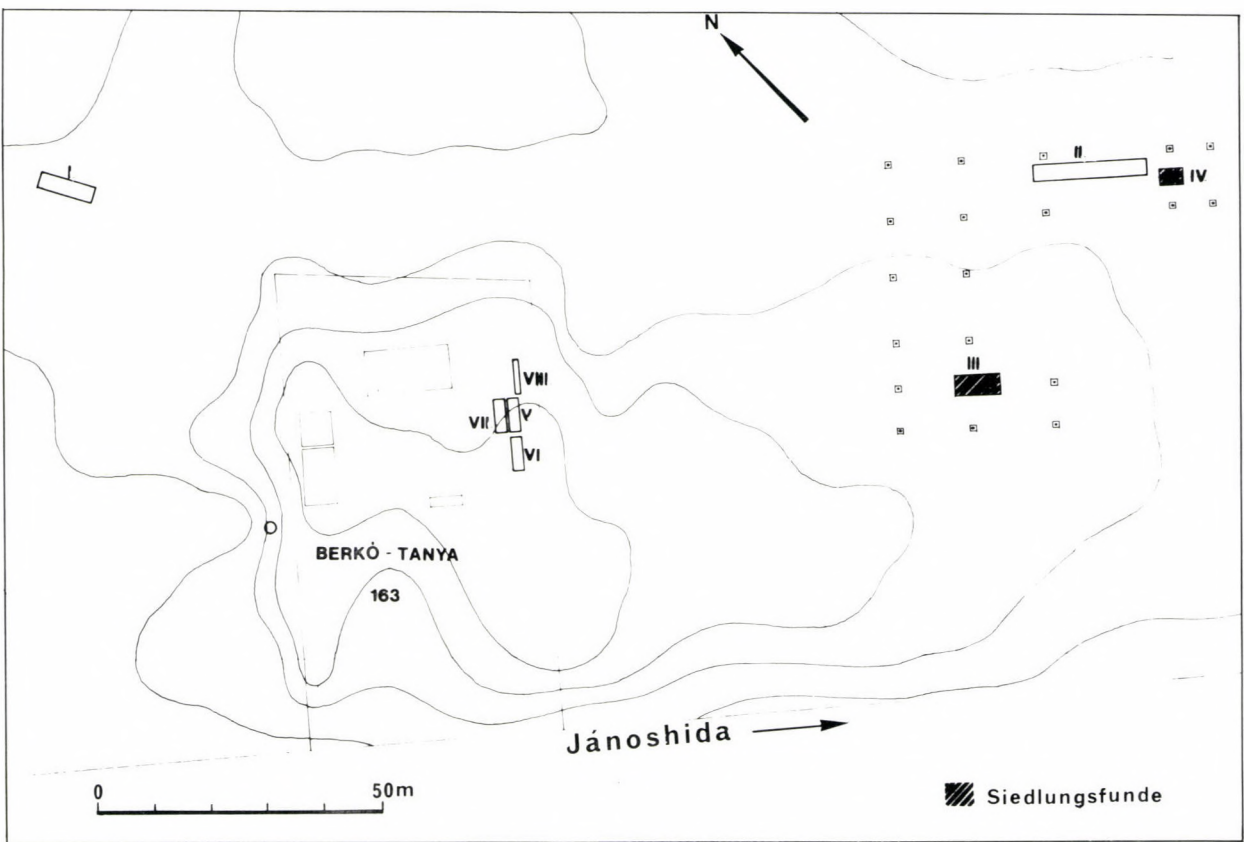 N
I
II
IV
III
VIII
VII V
VI
BERKÓ - TANYA
163
Jánoshida
0 50m
Siedlungsfunde